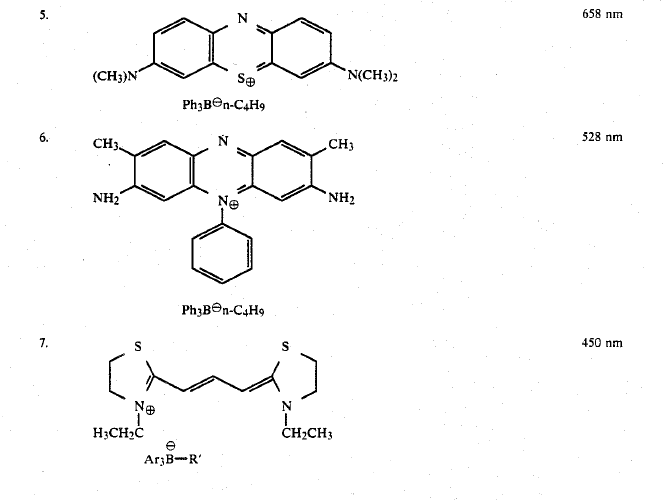 5. N 658 nm
(CH3)N S⊕ N(CH3)2
Ph3B⊖n-C4H9
6. N 528 nm
CH3 CH3
NH2 N⊕ NH2
Ph3B⊖n-C4H9
7. S S 450 nm
N⊕ N
H3CH2C CH2CH3
⊖
Ar3B—R'